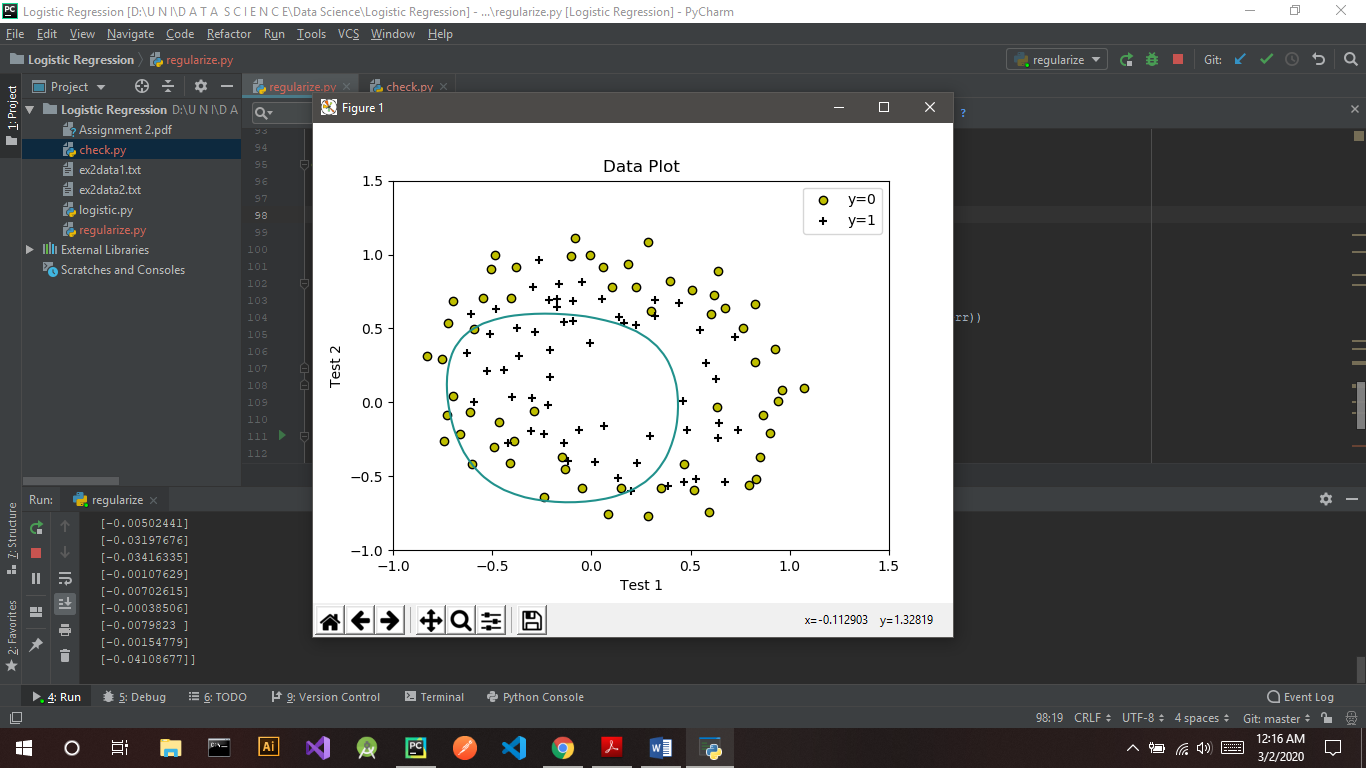 Logistic Regression [D:\U N I\D A T A  S C I E N C E\Data Science\Logistic Regression] - ...\regularize.py [Logistic Regression] - PyCharm
File Edit View Navigate Code Refactor Run Tools VCS Window Help
Logistic Regression regularize.py
regularize Git:
1: Project
Project
regularize.py check.py
Logistic Regression D:\U N I\D A
Assignment 2.pdf
check.py
ex2data1.txt
ex2data2.txt
logistic.py
regularize.py
External Libraries
Scratches and Consoles
93
94
95
96
97
98
99
100
101
102
103
104
105
106
107
108
109
110
111
112
?
rr))
Figure 1
Data Plot
y=0
y=1
1.5
1.0
0.5
0.0
−0.5
−1.0
Test 2
−1.0 −0.5 0.0 0.5 1.0 1.5
Test 1
x=-0.112903 y=1.32819
Run: regularize
[-0.00502441]
[-0.03197676]
[-0.03416335]
[-0.00107629]
[-0.00702615]
[-0.00038506]
[-0.0079823 ]
[-0.00154779]
[-0.04108677]]
7: Structure
2: Favorites
4: Run 5: Debug 6: TODO 9: Version Control Terminal Python Console Event Log
98:19 CRLF UTF-8 4 spaces Git: master
Ai PC W
12:16 AM
3/2/2020